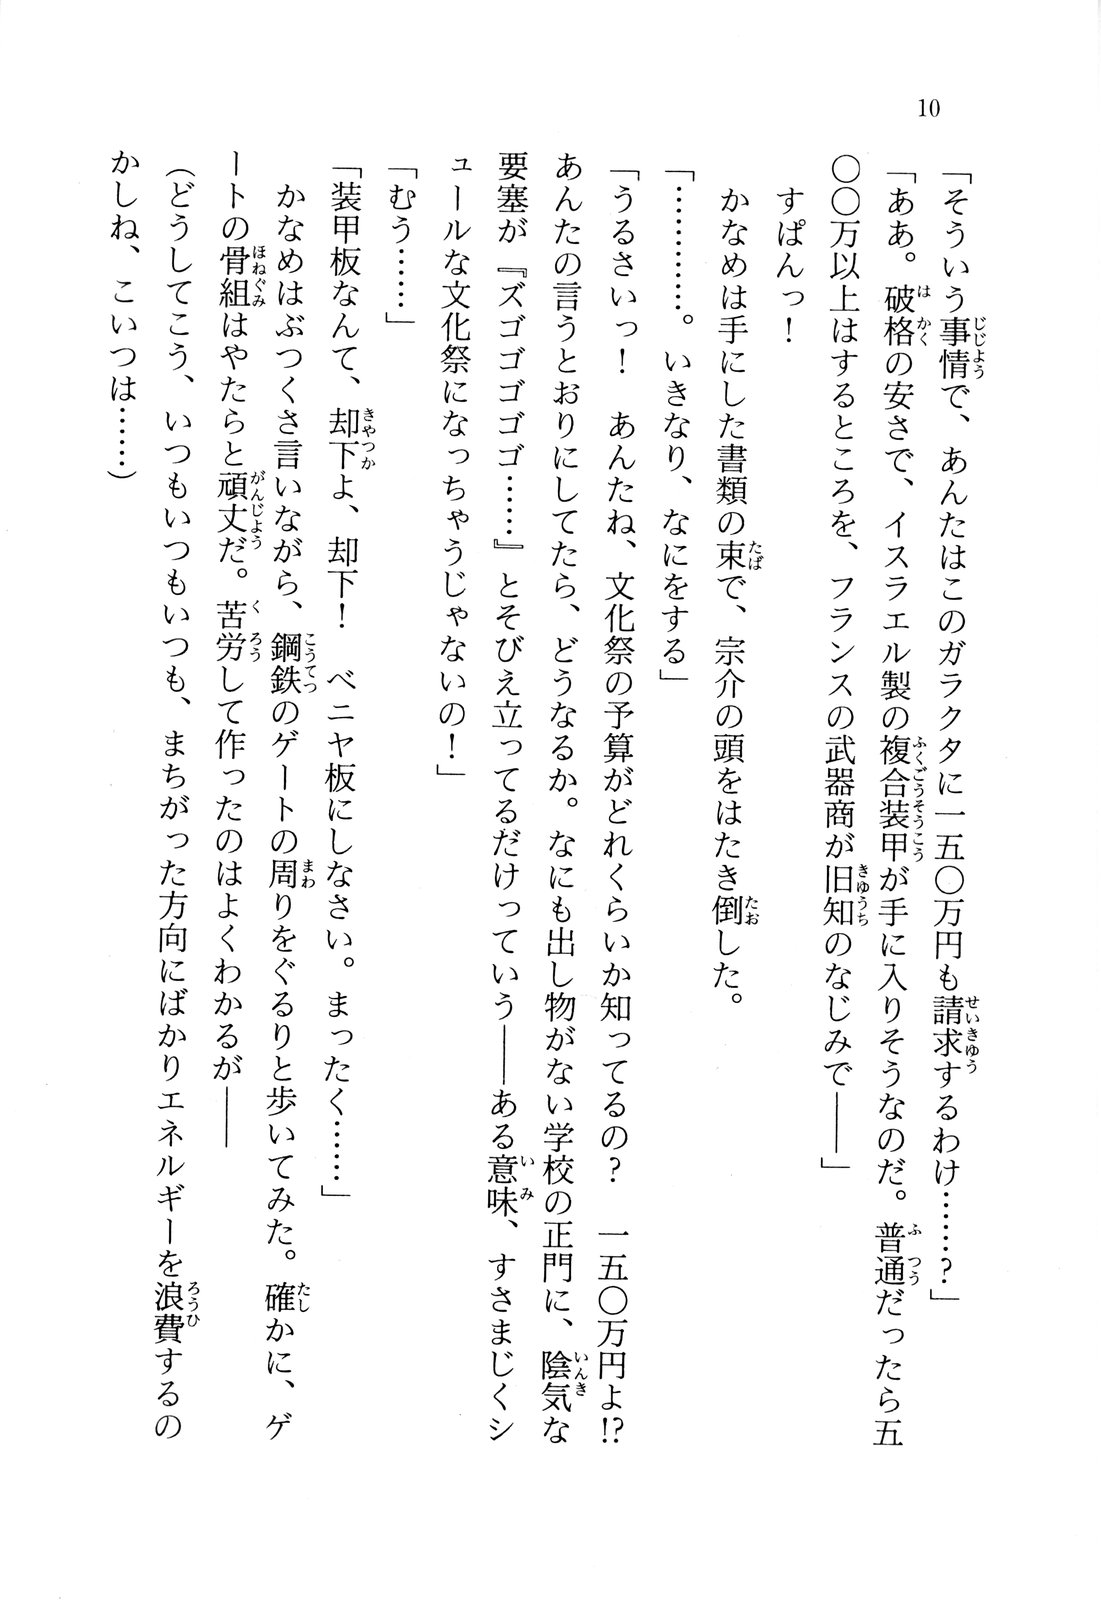 10
「そういう事情で、あんたはこのガラクタに一五〇万円も請求するわけ……？」
「ああ。破格の安さで、イスラエル製の複合装甲が手に入りそうなのだ。普通だったら五
〇〇万以上はするところを、フランスの武器商が旧知のなじみで――」
　すぱんっ！
　かなめは手にした書類の束で、宗介の頭をはたき倒した。
「…………。いきなり、なにをする」
「うるさいっ！　あんたね、文化祭の予算がどれくらいか知ってるの？　一五〇万円よ!?
あんたの言うとおりにしてたら、どうなるか。なにも出し物がない学校の正門に、陰気な
要塞が『ズゴゴゴゴ……』とそびえ立ってるだけっていう――ある意味、すさまじくシ
ュールな文化祭になっちゃうじゃないの！」
「むう……」
「装甲板なんて、却下よ、却下！　ベニヤ板にしなさい。まったく……」
　かなめはぶつくさ言いながら、鋼鉄のゲートの周りをぐるりと歩いてみた。確かに、ゲ
ートの骨組はやたらと頑丈だ。苦労して作ったのはよくわかるが――
（どうしてこう、いつもいつもいつも、まちがった方向にばかりエネルギーを浪費するの
かしね、こいつは……）